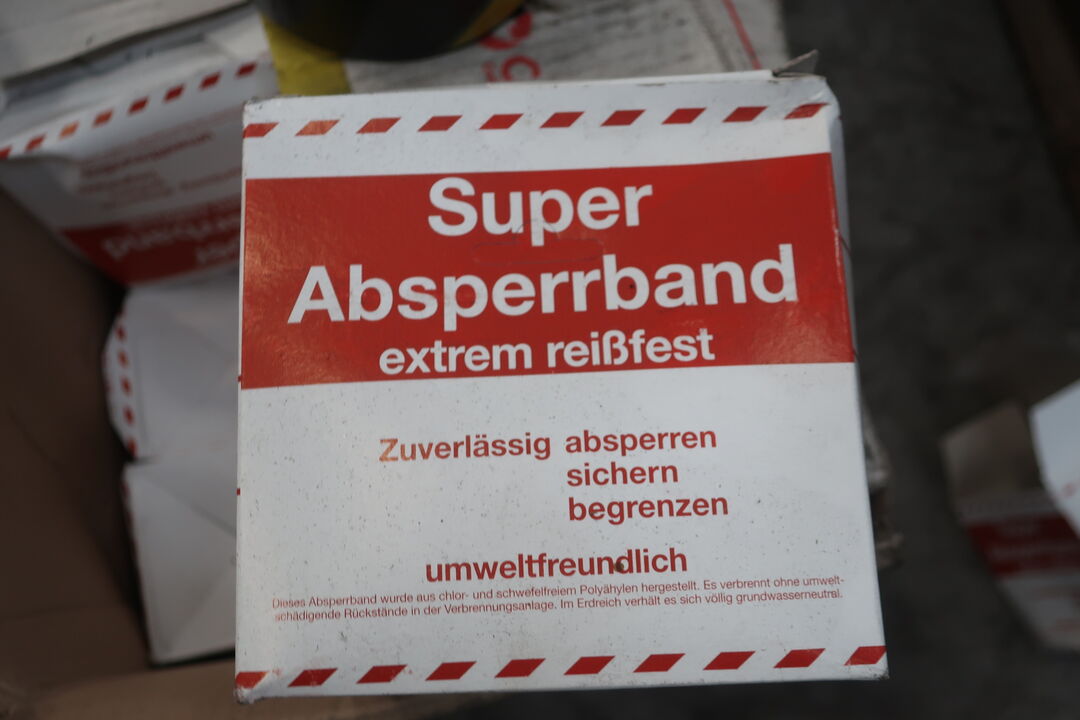 Super
Absperrband
extrem reißfest
Zuverlässig absperren
sichern
begrenzen
umweltfreundlich
Dieses Absperrband wurde aus chlor- und schwefelfreiem Polyähylen hergestellt. Es verbrennt ohne umwelt-
schädigende Rückstände in der Verbrennungsanlage. Im Erdreich verhält es sich völlig grundwasserneutral.